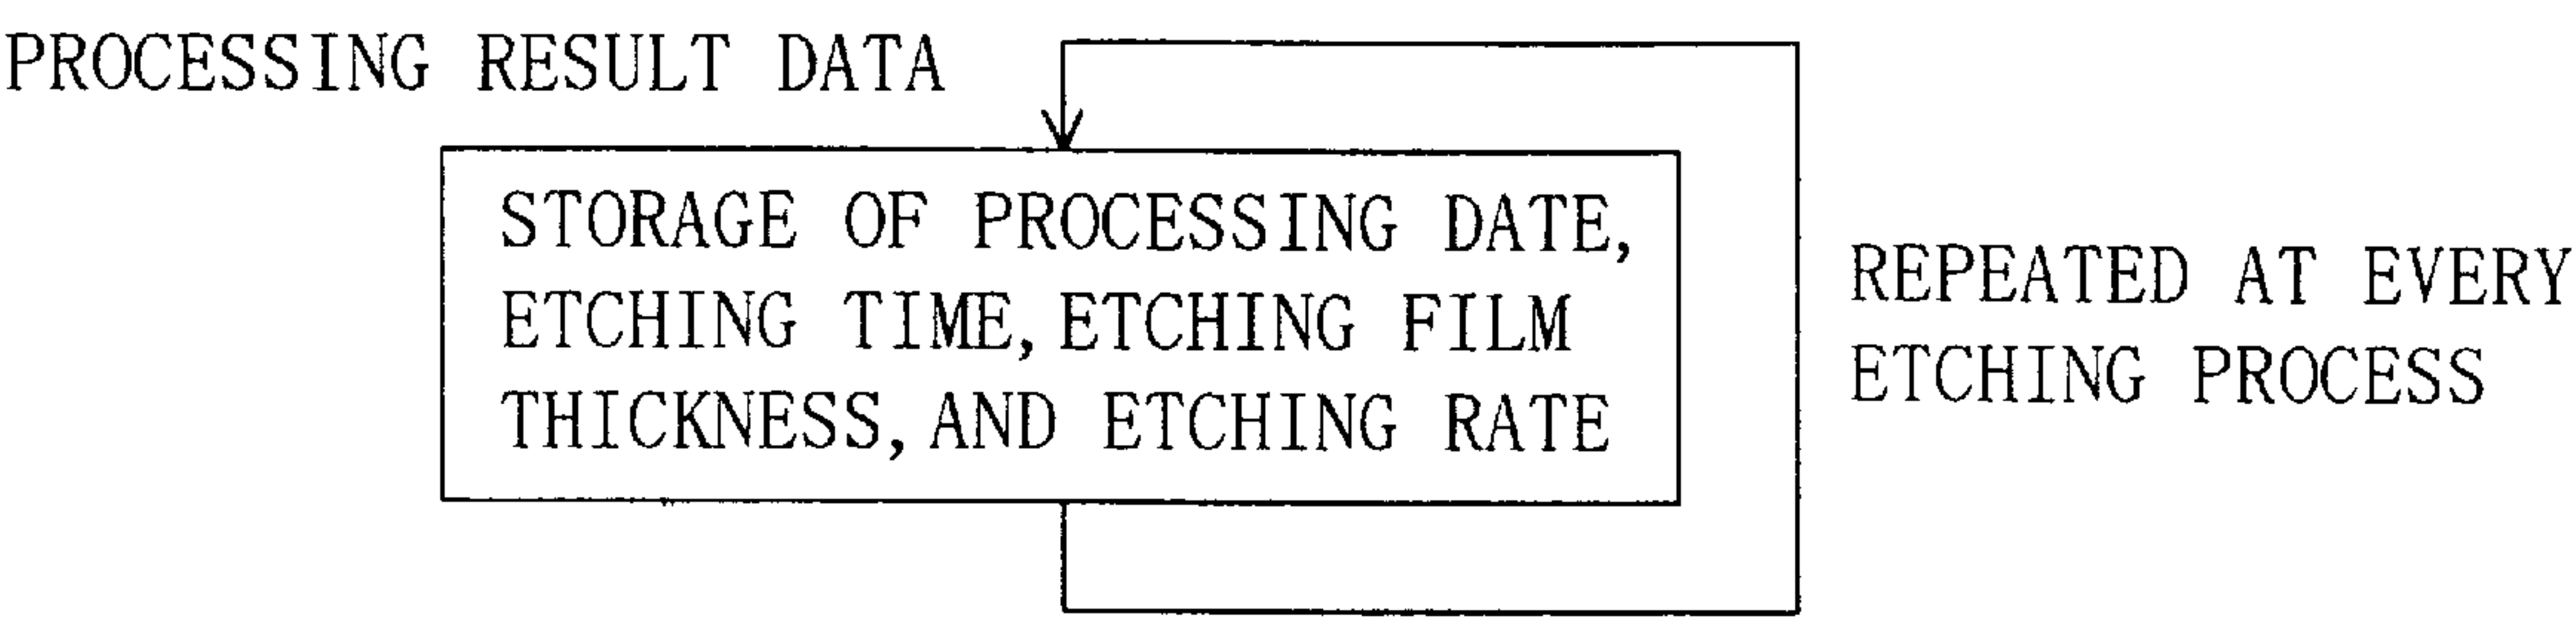 PROCESSING RESULT DATA
STORAGE OF PROCESSING DATE,
ETCHING TIME, ETCHING FILM
THICKNESS, AND ETCHING RATE
REPEATED AT EVERY
ETCHING PROCESS